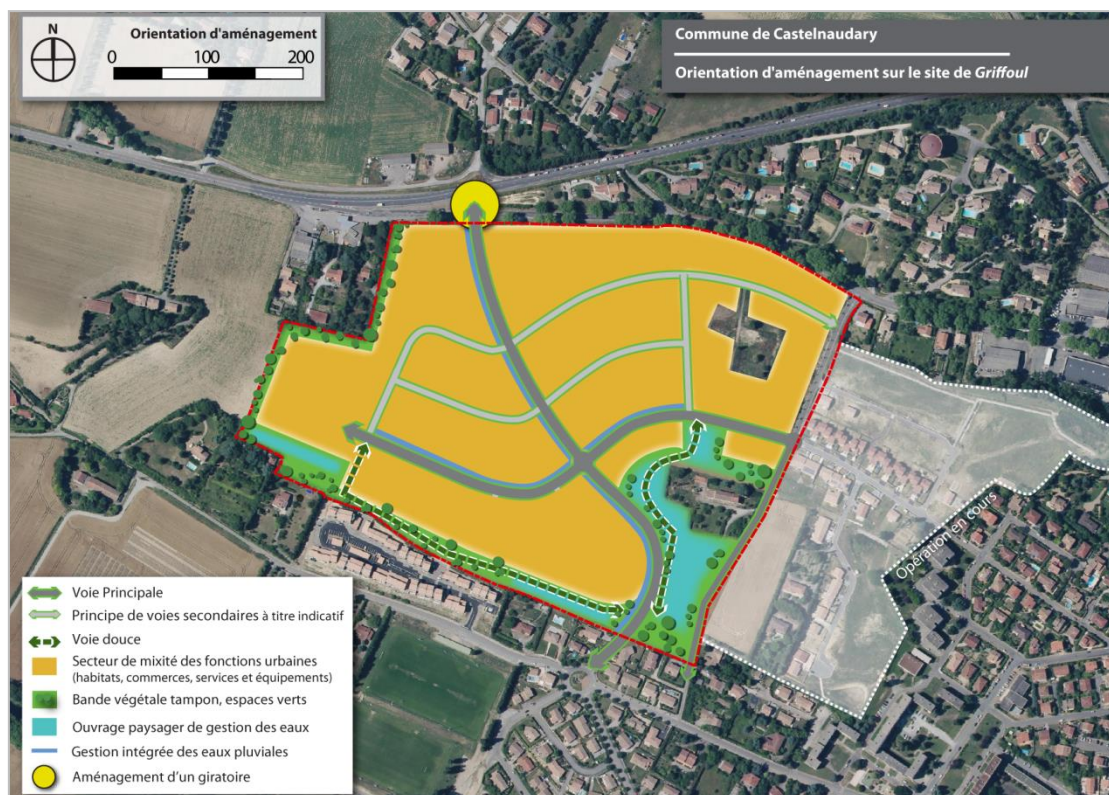 N
Orientation d'aménagement
0 100 200
Commune de Castelnaudary
Orientation d'aménagement sur le site de Griffoul
Opération en cours
Voie Principale
Principe de voies secondaires à titre indicatif
Voie douce
Secteur de mixité des fonctions urbaines
(habitats, commerces, services et équipements)
Bande végétale tampon, espaces verts
Ouvrage paysager de gestion des eaux
Gestion intégrée des eaux pluviales
Aménagement d'un giratoire